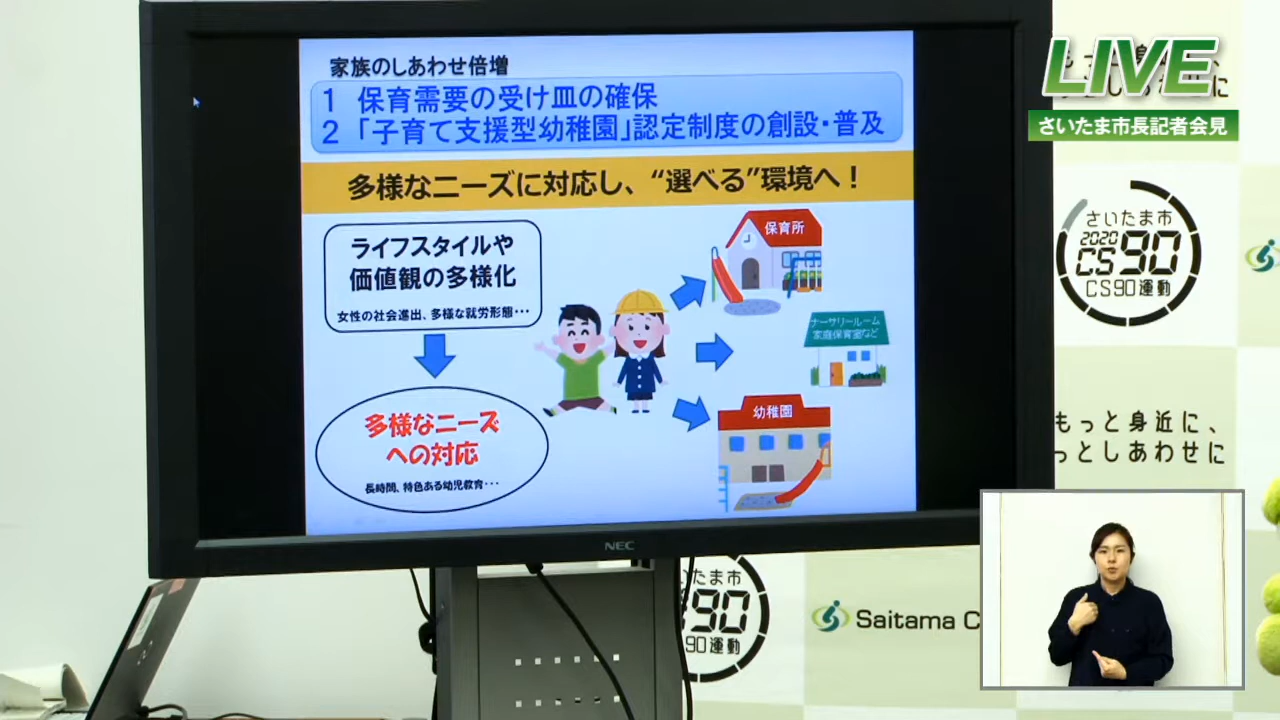 家族のしあわせ倍増
1 保育需要の受け皿の確保
2 「子育て支援型幼稚園」認定制度の創設・普及
多様なニーズに対応し、“選べる”環境へ！
ライフスタイルや
価値観の多様化
女性の社会進出、多様な就労形態・・・
多様なニーズ
への対応
長時間、特色ある幼児教育・・・
保育所
ナーサリールーム
家庭保育室など
幼稚園
NEC
LIVE
さいたま市長記者会見
さいたま市
2020
CS90
CS90運動
もっと身近に、
っとしあわせに
たま市
90
90運動
Saitama C